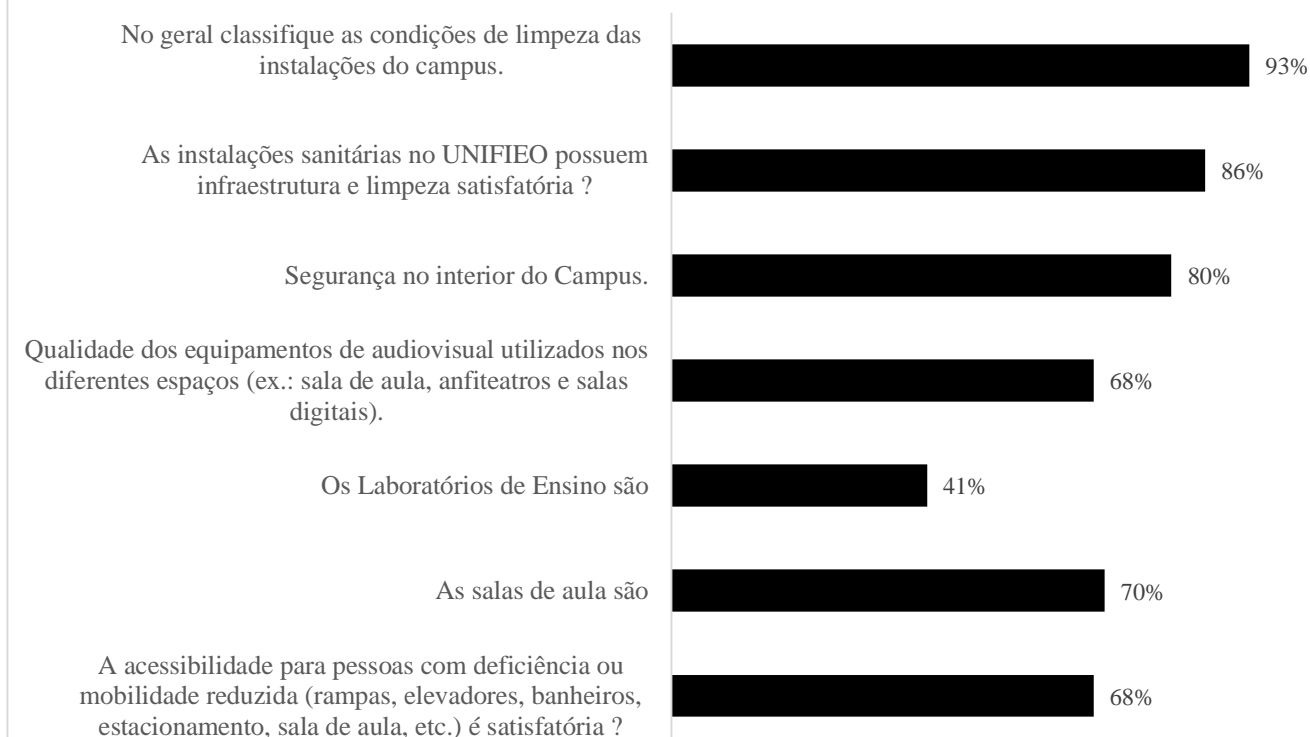 No geral classifique as condições de limpeza das
instalações do campus.
93%
As instalações sanitárias no UNIFIEO possuem
infraestrutura e limpeza satisfatória ?
86%
Segurança no interior do Campus.
80%
Qualidade dos equipamentos de audiovisual utilizados nos
diferentes espaços (ex.: sala de aula, anfiteatros e salas
digitais).
68%
Os Laboratórios de Ensino são
41%
As salas de aula são
70%
A acessibilidade para pessoas com deficiência ou
mobilidade reduzida (rampas, elevadores, banheiros,
estacionamento, sala de aula, etc.) é satisfatória ?
68%